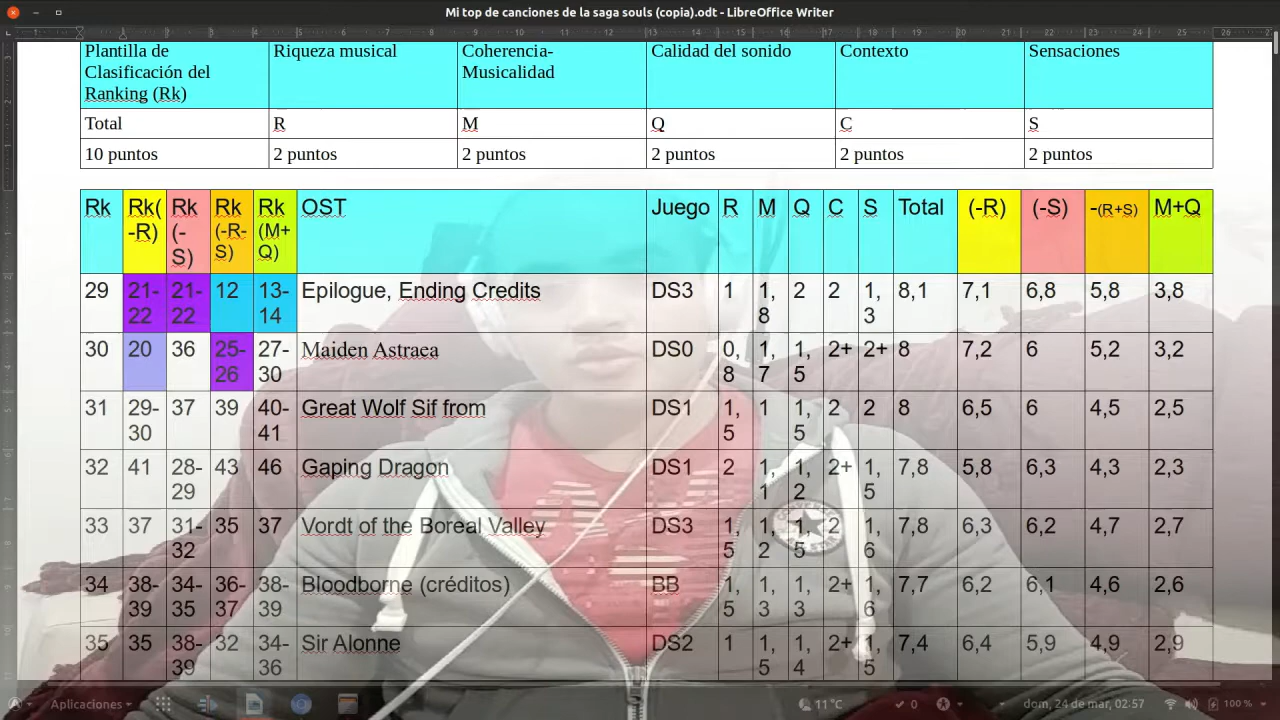 Mi top de canciones de la saga souls (copia).odt - LibreOffice Writer
Plantilla de Clasificación del Ranking (Rk) Riqueza musical Coherencia-Musicalidad Calidad del sonido Contexto Sensaciones
Total R M Q C S
10 puntos 2 puntos 2 puntos 2 puntos 2 puntos 2 puntos
Rk Rk(-R) Rk (-S) Rk (-R-S) Rk (M+Q) OST Juego R M Q C S Total (-R) (-S) -(R+S) M+Q
29 21-22 21-22 12 13-14 Epilogue, Ending Credits DS3 1 1,8 2 2 1,3 8,1 7,1 6,8 5,8 3,8
30 20 36 25-26 27-30 Maiden Astraea DS0 0,8 1,7 1,5 2+ 2+ 8 7,2 6 5,2 3,2
31 29-30 37 39 40-41 Great Wolf Sif from DS1 1,5 1 1,5 2 2 8 6,5 6 4,5 2,5
32 41 28-29 43 46 Gaping Dragon DS1 2 1,1 1,2 2+ 1,5 7,8 5,8 6,3 4,3 2,3
33 37 31-32 35 37 Vordt of the Boreal Valley DS3 1,5 1,2 1,5 2 1,6 7,8 6,3 6,2 4,7 2,7
34 38-39 34-35 36-37 38-39 Bloodborne (créditos) BB 1,5 1,3 1,3 2+ 1,6 7,7 6,2 6,1 4,6 2,6
35 35 38-39 32 34-36 Sir Alonne DS2 1 1,5 1,4 2+ 1,5 7,4 6,4 5,9 4,9 2,9
CONVERSE
Aplicaciones 11°C 0 dom, 24 de mar, 02:57 100 %